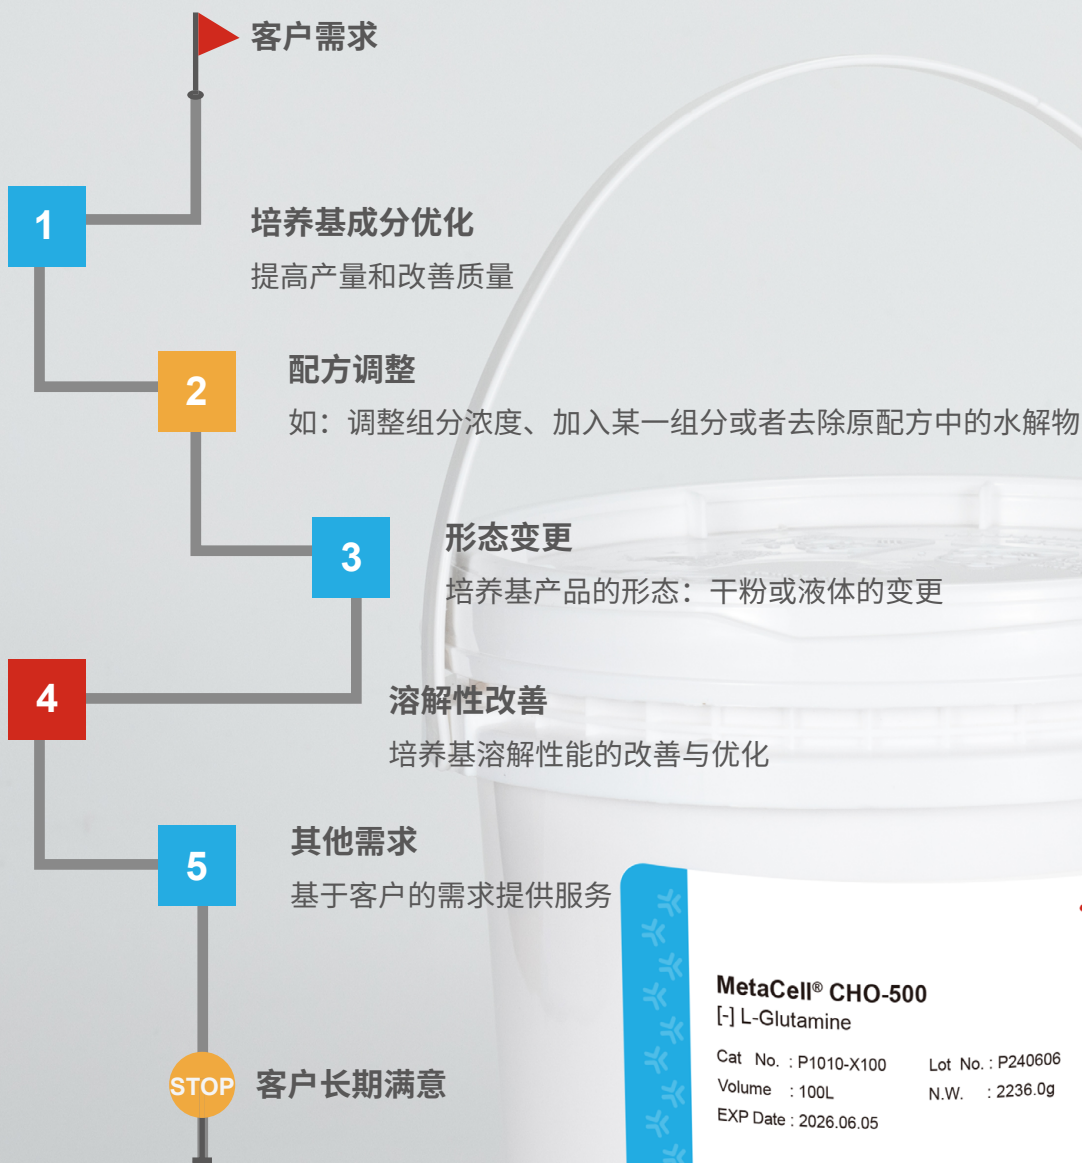 客户需求
1
培养基成分优化
提高产量和改善质量
2
配方调整
如：调整组分浓度、加入某一组分或者去除原配方中的水解物
3
形态变更
培养基产品的形态：干粉或液体的变更
4
溶解性改善
培养基溶解性能的改善与优化
5
其他需求
基于客户的需求提供服务
STOP
客户长期满意
MetaCell® CHO-500
[-] L-Glutamine
Cat No. : P1010-X100 Lot No. : P240606
Volume : 100L N.W. : 2236.0g
EXP Date : 2026.06.05